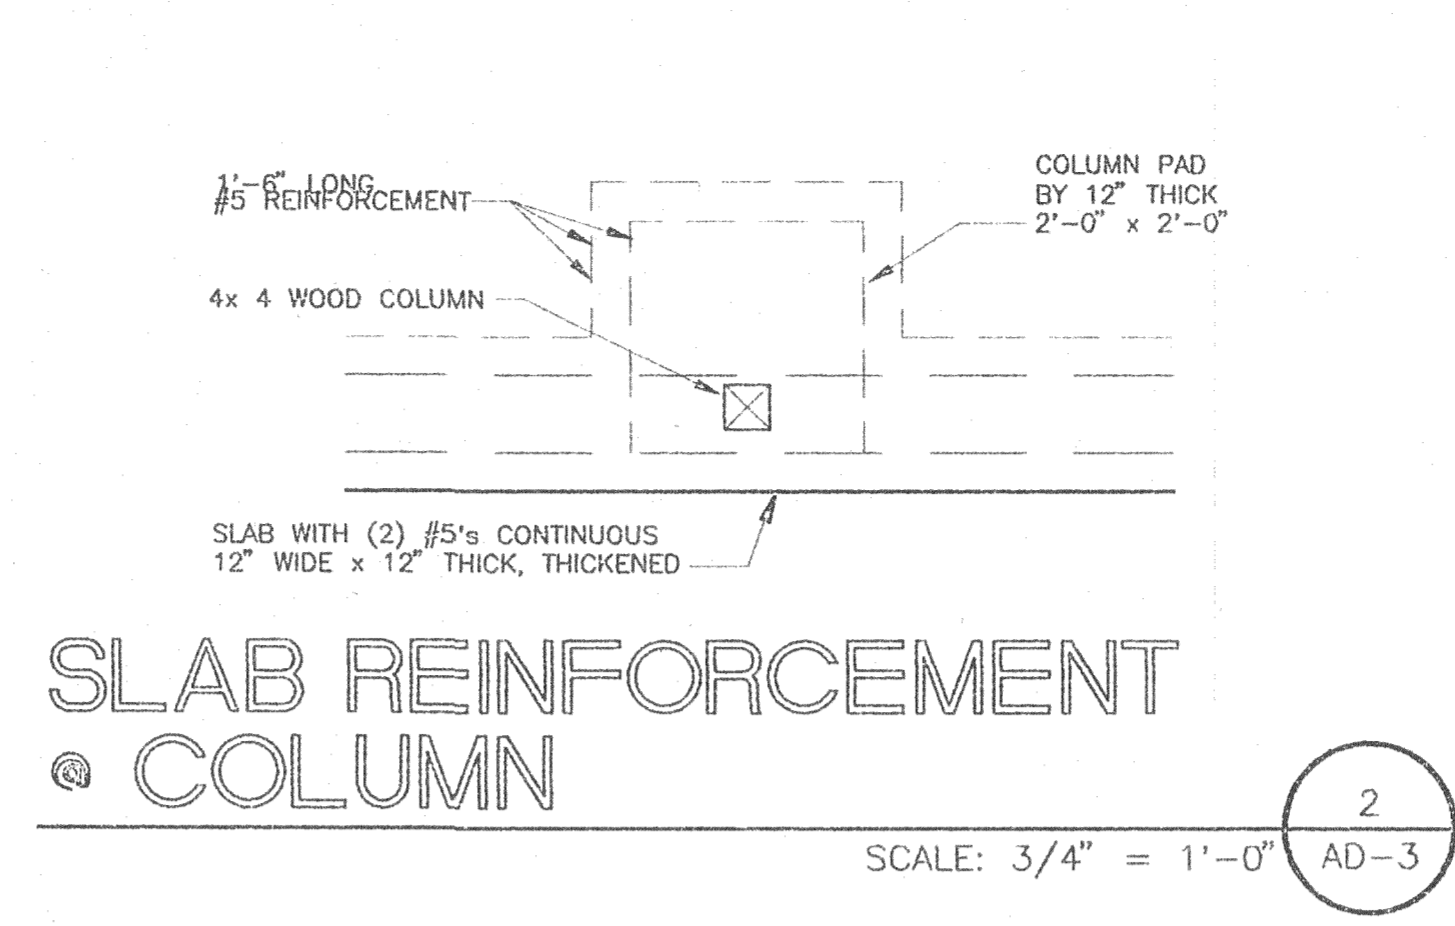 1'-6" LONG
#5 REINFORCEMENT
COLUMN PAD
BY 12" THICK
2'-0" x 2'-0"
4x 4 WOOD COLUMN
SLAB WITH (2) #5's CONTINUOUS
12" WIDE x 12" THICK, THICKENED
SLAB REINFORCEMENT
@ COLUMN
2
SCALE: 3/4" = 1'-0"
AD-3